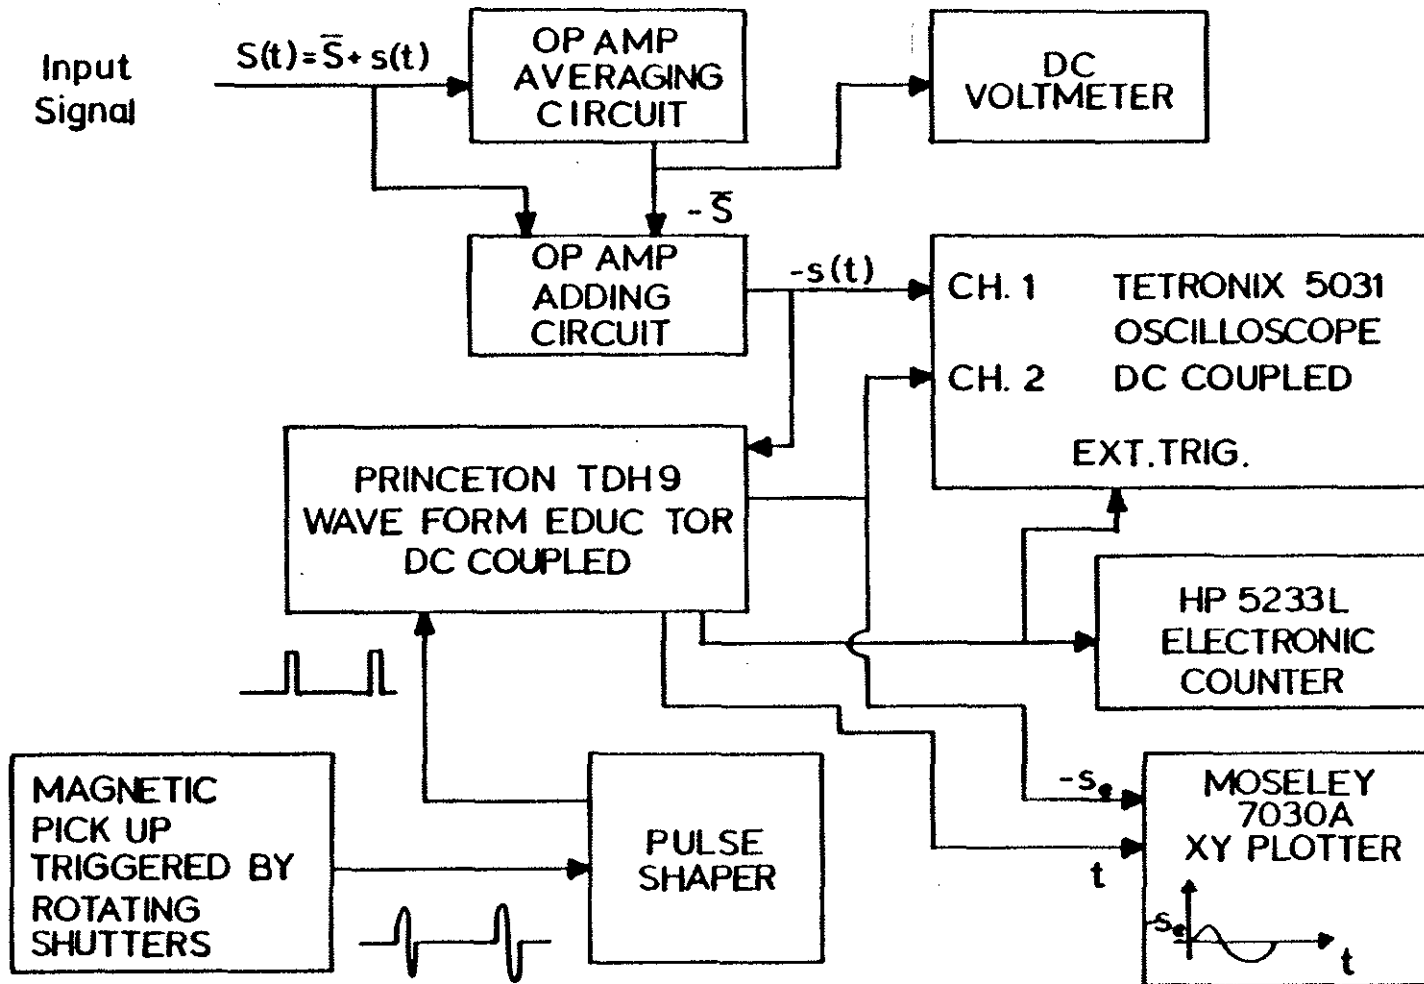 Input
Signal
S(t) = S̅ + s(t)
OP AMP
AVERAGING
CIRCUIT
DC
VOLTMETER
-S̅
OP AMP
ADDING
CIRCUIT
-s(t)
CH. 1 TETRONIX 5031
OSCILLOSCOPE
CH. 2 DC COUPLED
EXT. TRIG.
PRINCETON TDH9
WAVE FORM EDUC TOR
DC COUPLED
HP 5233L
ELECTRONIC
COUNTER
MAGNETIC
PICK UP
TRIGGERED BY
ROTATING
SHUTTERS
PULSE
SHAPER
-sₑ
t
MOSELEY
7030A
XY PLOTTER
-sₑ
t